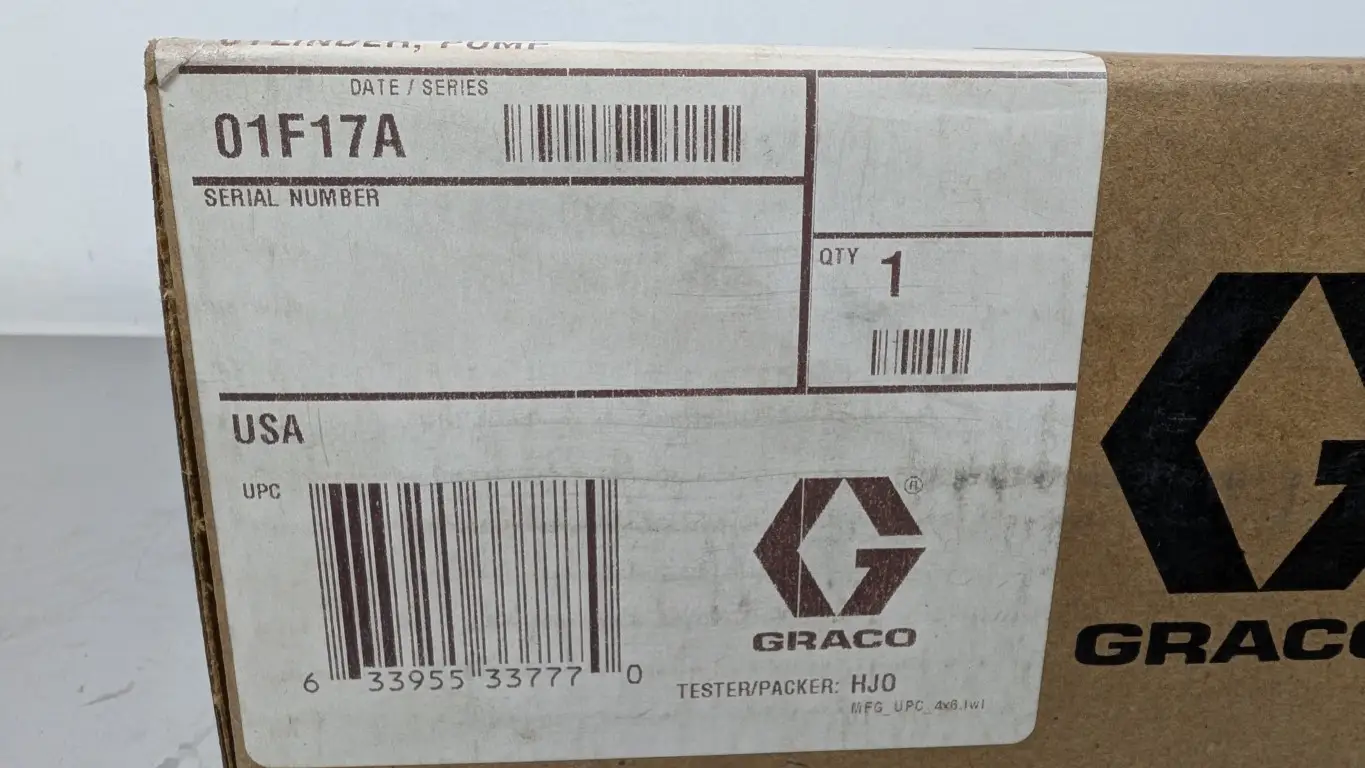 CYLINDER, PUMP
DATE / SERIES
01F17A
SERIAL NUMBER
QTY 1
USA
UPC
6 33955 33777 0
®
GRACO
TESTER/PACKER: HJO
MFG_UPC_4x6.lwl
GRACO